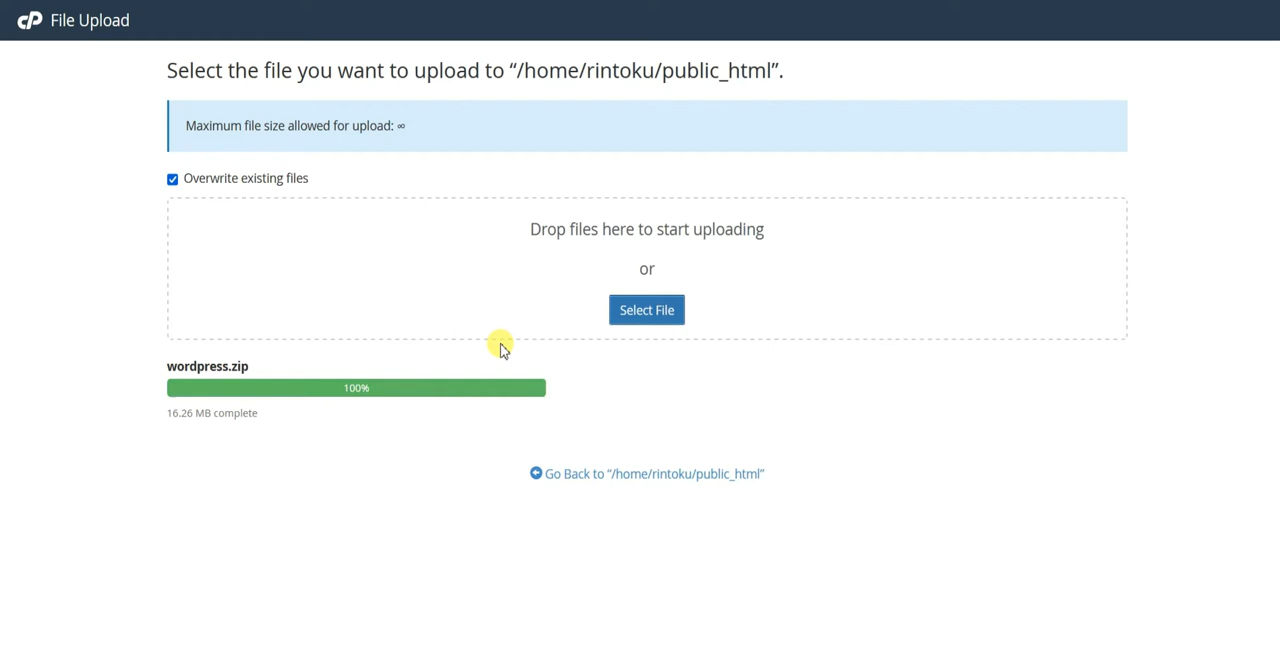 cP File Upload
Select the file you want to upload to “/home/rintoku/public_html”.
Maximum file size allowed for upload: ∞
Overwrite existing files
Drop files here to start uploading
or
Select File
wordpress.zip
100%
16.26 MB complete
Go Back to “/home/rintoku/public_html”